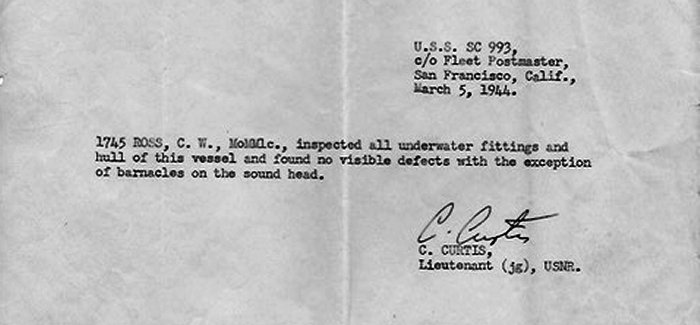 U.S.S. SC 993,
c/o Fleet Postmaster,
San Francisco, Calif.,
March 5, 1944.
1745 ROSS, C. W., MoMM1c., inspected all underwater fittings and
hull of this vessel and found no visible defects with the exception
of barnacles on the sound head.
C. Curtis
C. CURTIS,
Lieutenant (jg), USNR.